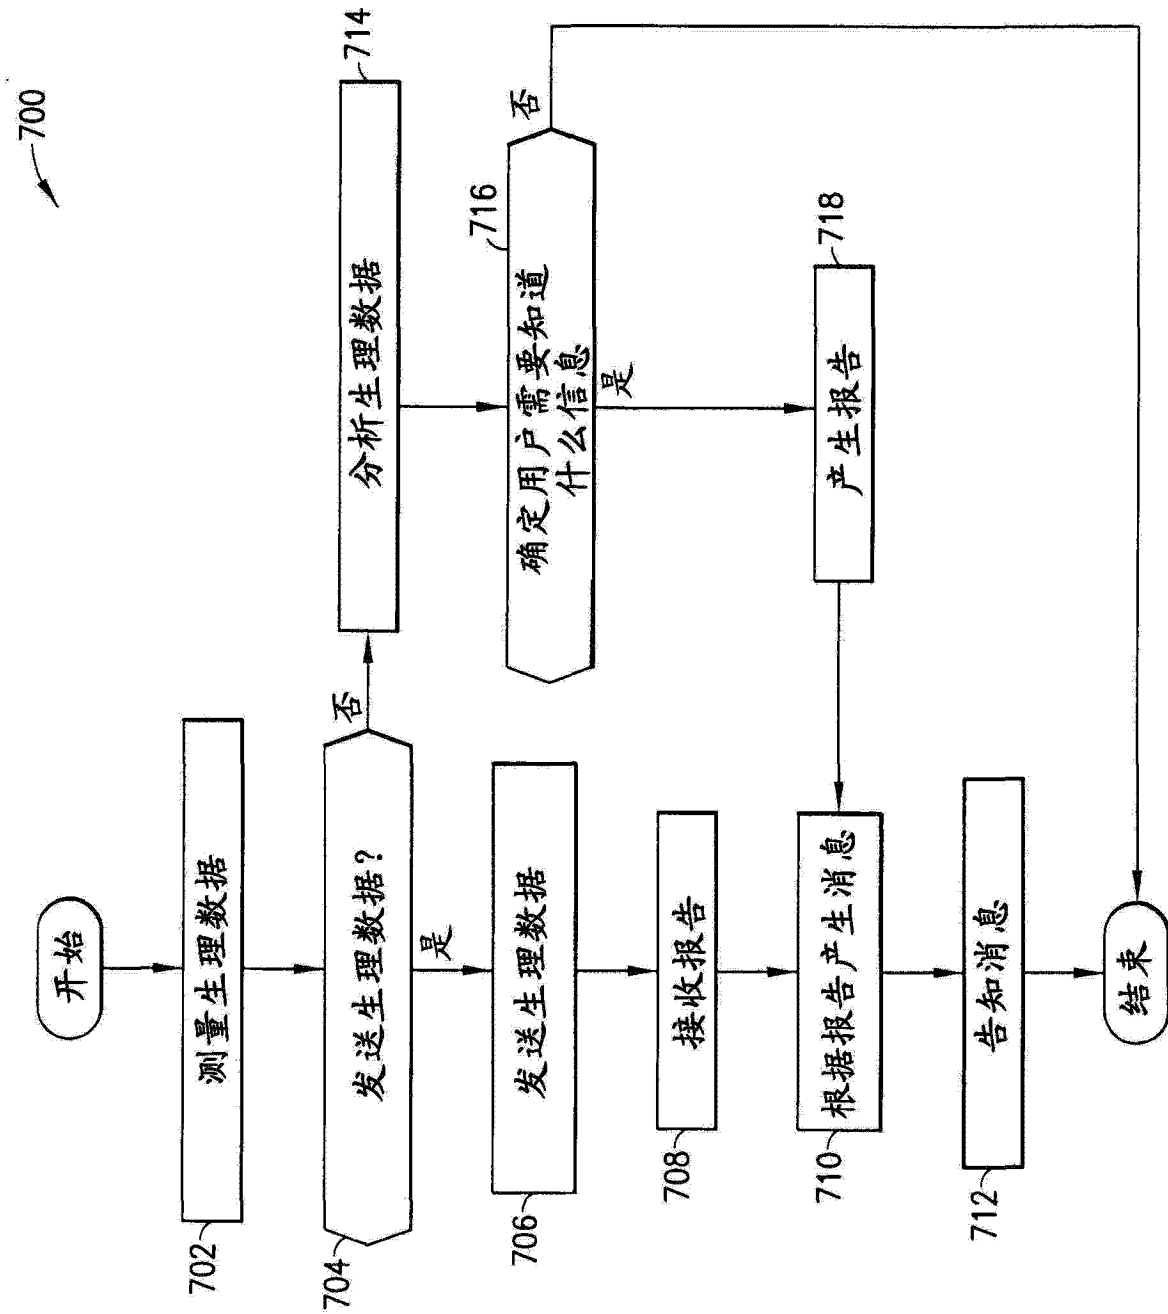 700
开始
测量生理数据
702
发送生理数据?
704
否
是
发送生理数据
706
接收报告
708
根据报告产生消息
710
告知消息
712
结束
分析生理数据
714
确定用户需要知道
什么信息
716
否
是
产生报告
718